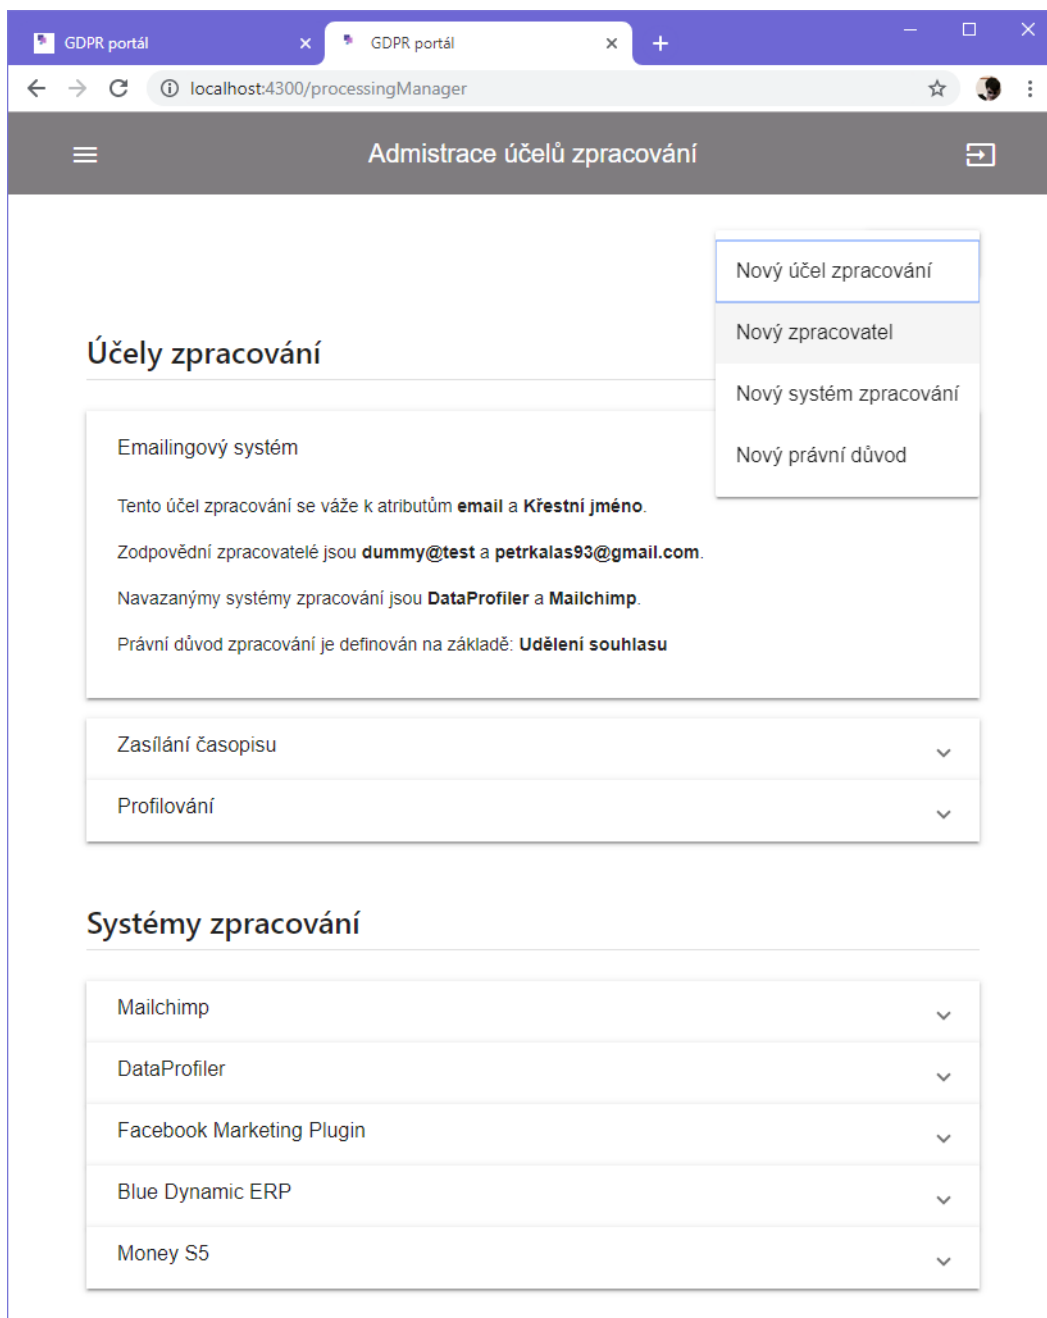 GDPR portál
GDPR portál
localhost:4300/processingManager
Admistrace účelů zpracování
Nový účel zpracování
Nový zpracovatel
Nový systém zpracování
Nový právní důvod
Účely zpracování
Emailingový systém
Tento účel zpracování se váže k atributům email a Křestní jméno.
Zodpovědní zpracovatelé jsou dummy@test a petrkalas93@gmail.com.
Navazanýmy systémy zpracování jsou DataProfiler a Mailchimp.
Právní důvod zpracování je definován na základě: Udělení souhlasu
Zasílání časopisu
Profilování
Systémy zpracování
Mailchimp
DataProfiler
Facebook Marketing Plugin
Blue Dynamic ERP
Money S5